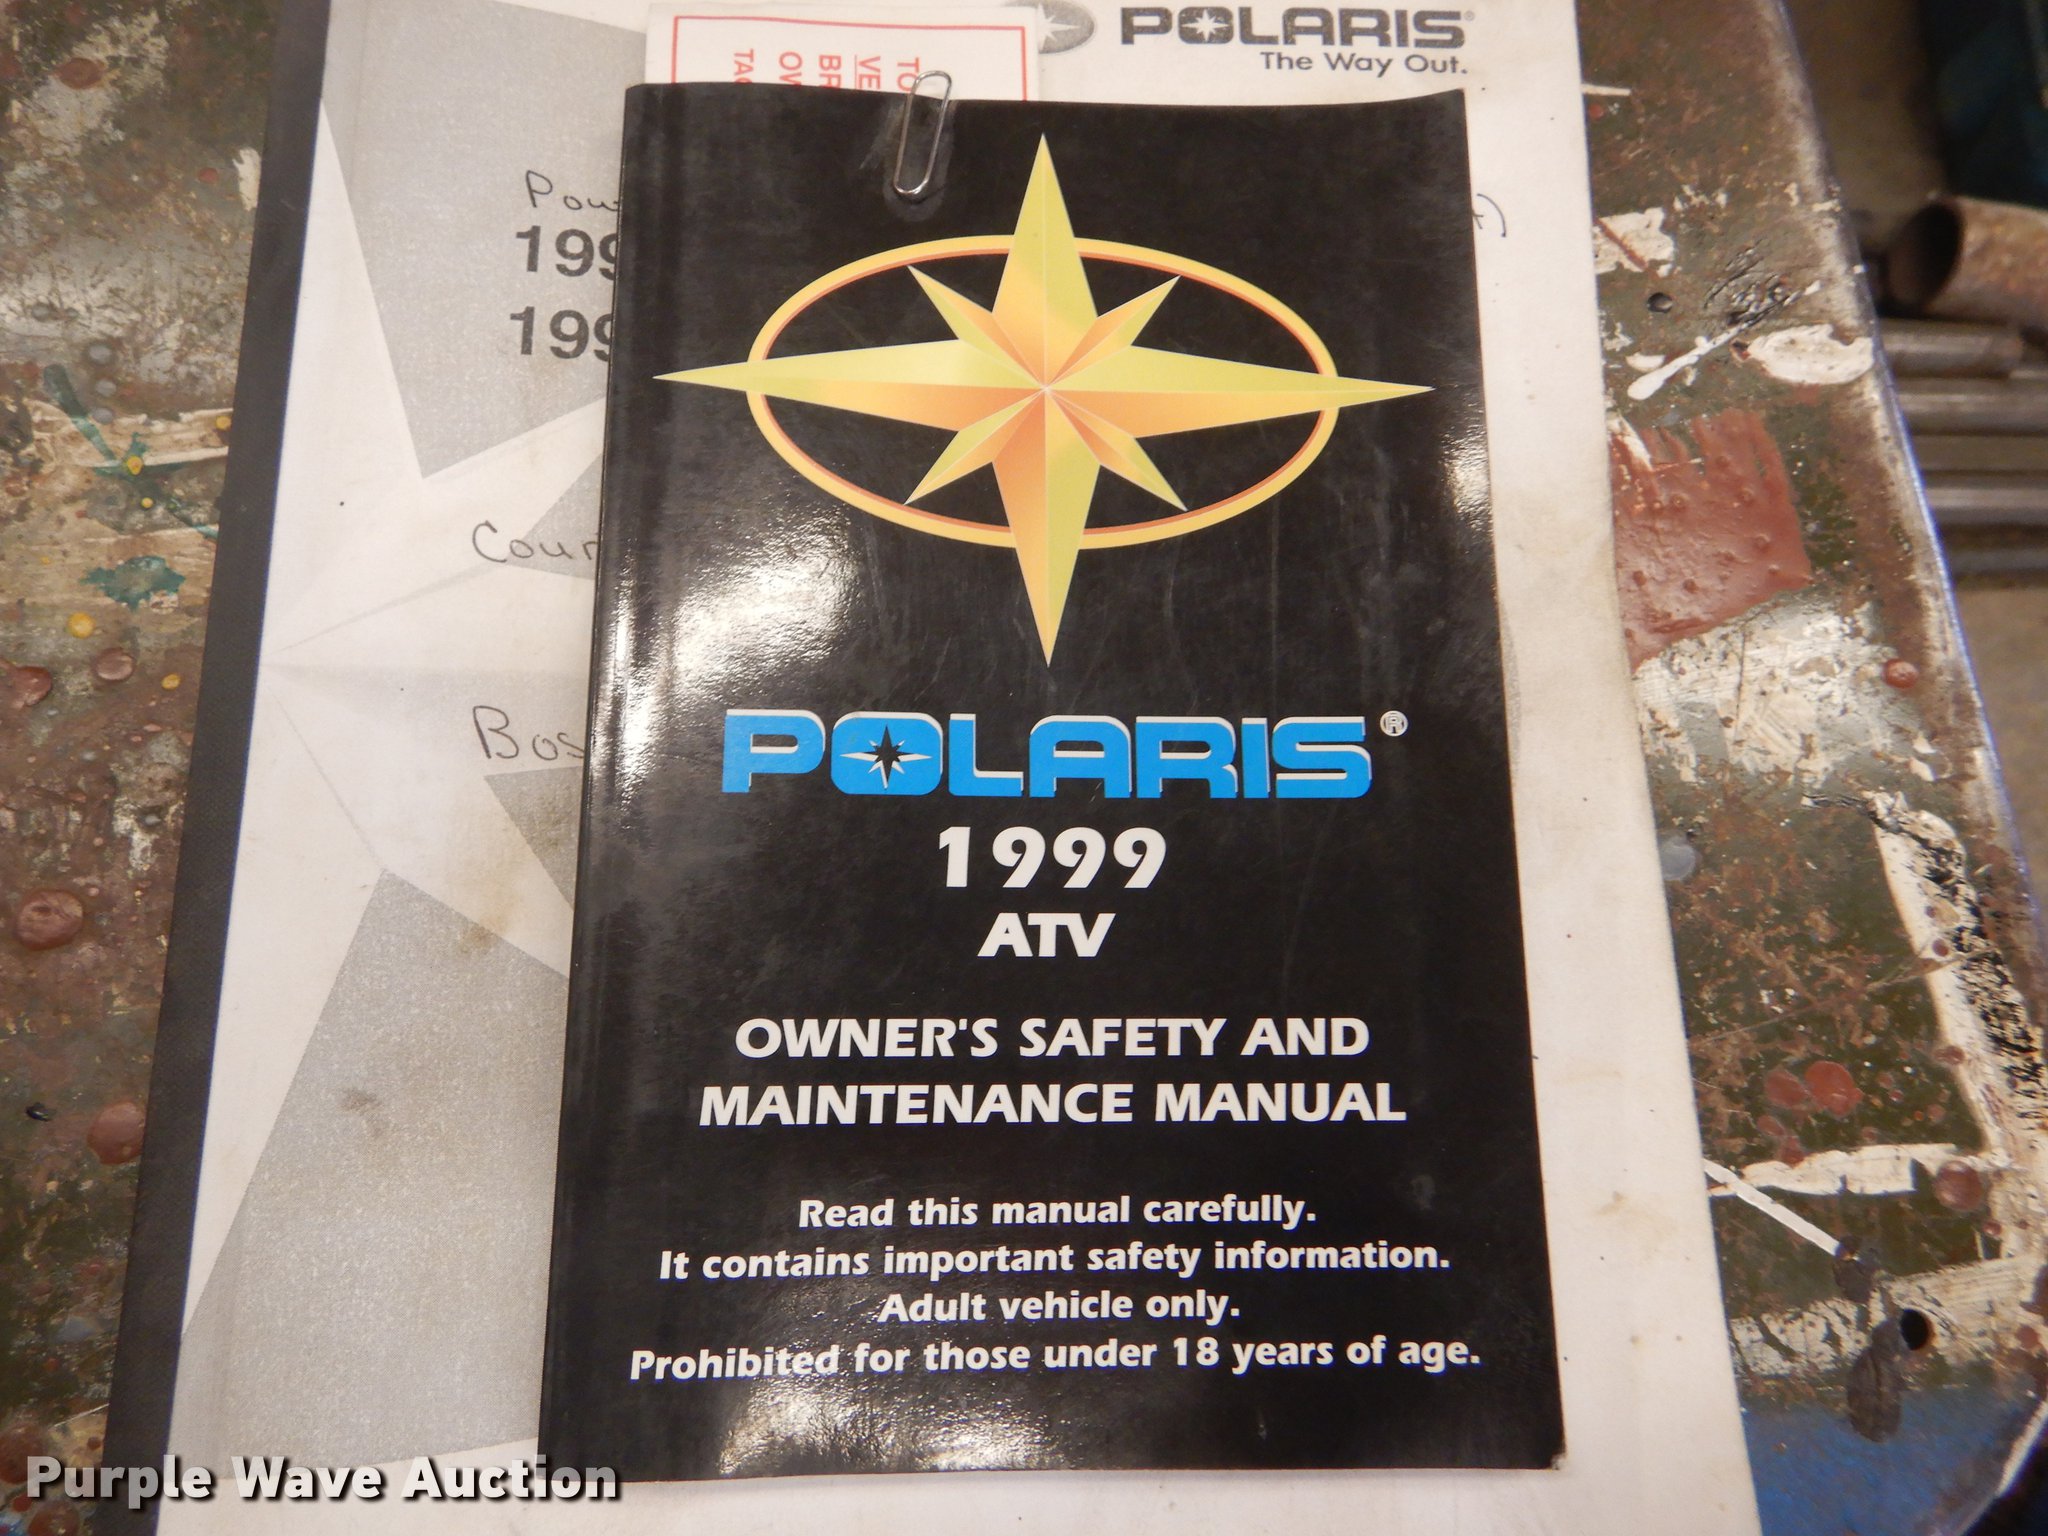 POLARIS®
The Way Out.
TO
POLARIS®
1999
ATV
OWNER'S SAFETY AND
MAINTENANCE MANUAL
Read this manual carefully.
It contains important safety information.
Adult vehicle only.
Prohibited for those under 18 years of age.
Purple Wave Auction